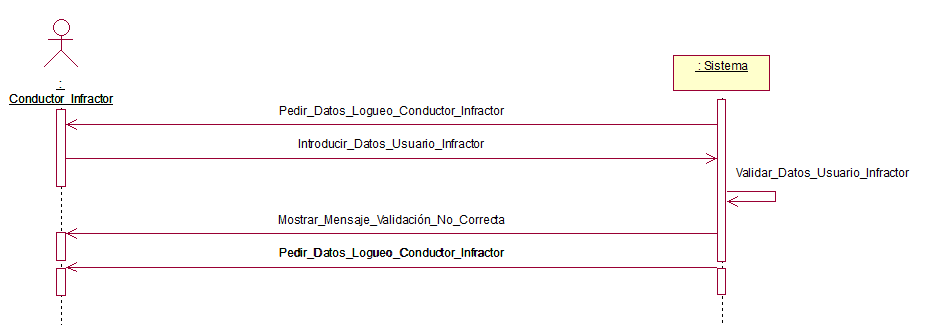 :
Conductor_Infractor
: Sistema
Pedir_Datos_Logueo_Conductor_Infractor
Introducir_Datos_Usuario_Infractor
Validar_Datos_Usuario_Infractor
Mostrar_Mensaje_Validación_No_Correcta
Pedir_Datos_Logueo_Conductor_Infractor